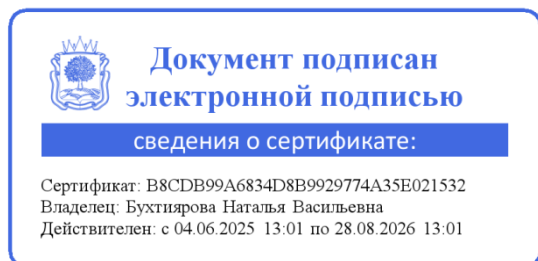 Документ подписан
электронной подписью
сведения о сертификате:
Сертификат: B8CDB99A6834D8B9929774A35E021532
Владелец: Бухтиярова Наталья Васильевна
Действителен: с 04.06.2025 13:01 по 28.08.2026 13:01